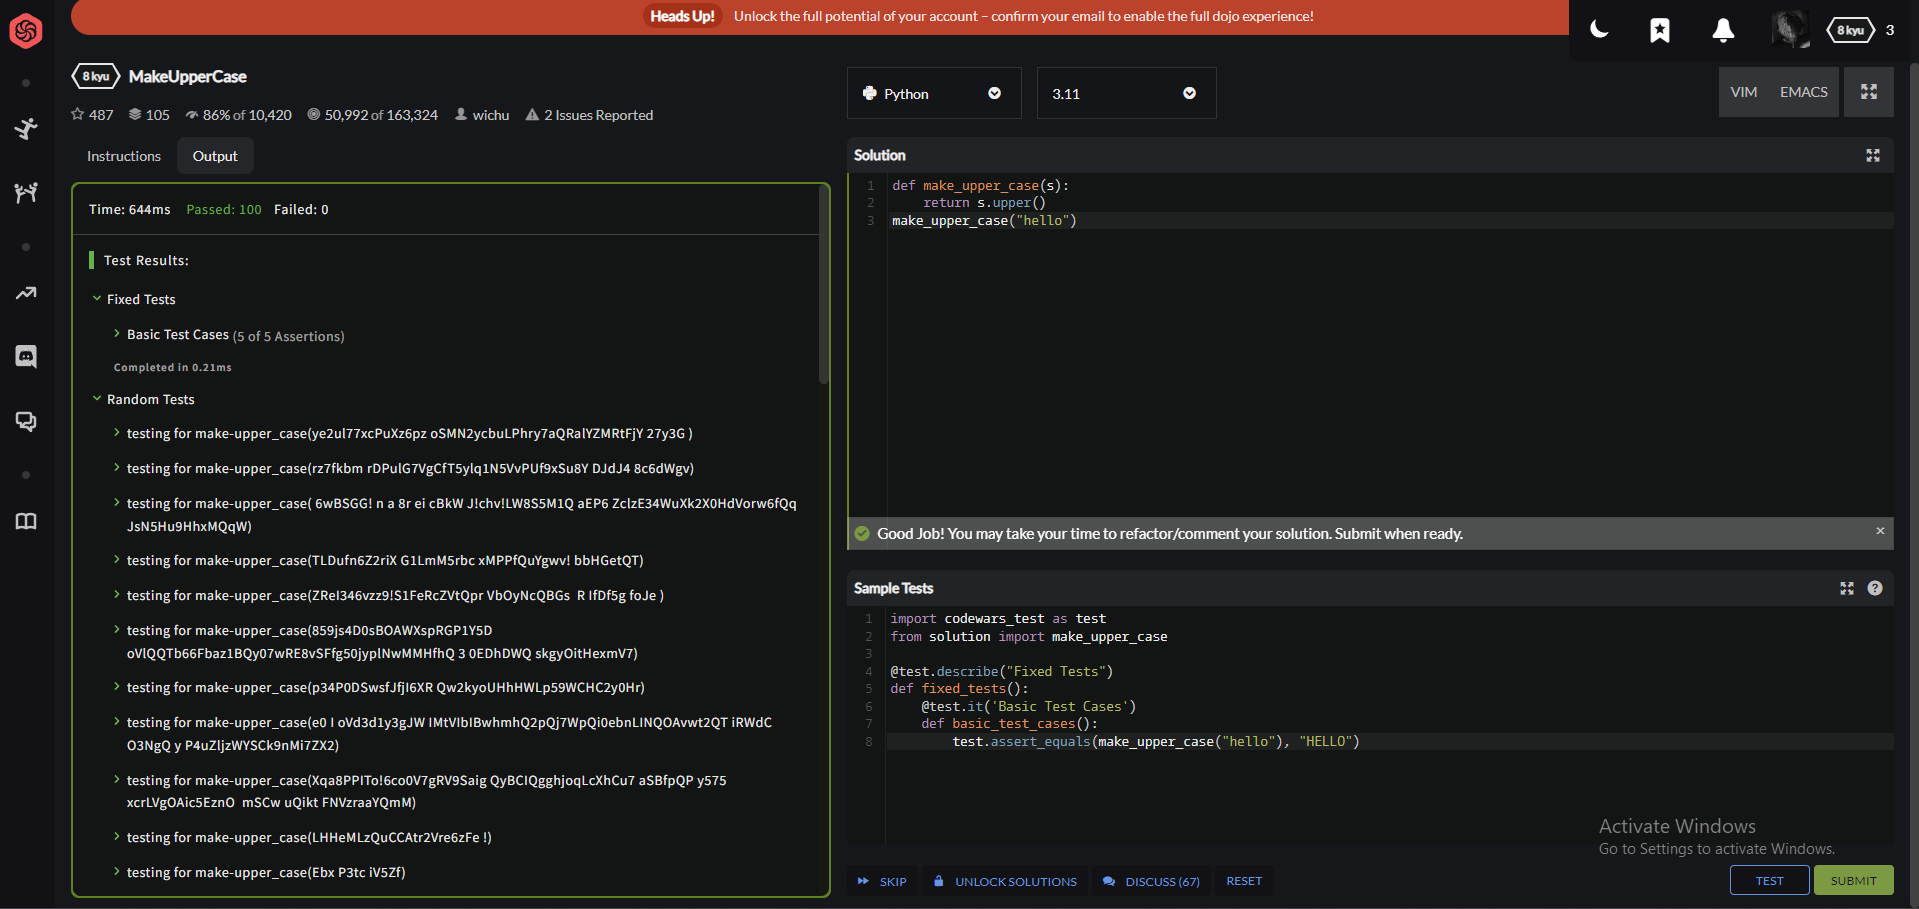 Heads Up! Unlock the full potential of your account – confirm your email to enable the full dojo experience!
8 kyu 3
8 kyu MakeUpperCase
487 105 86% of 10,420 50,992 of 163,324 wichu 2 Issues Reported
Instructions Output
Time: 644ms Passed: 100 Failed: 0
Test Results:
Fixed Tests
Basic Test Cases (5 of 5 Assertions)
Completed in 0.21ms
Random Tests
testing for make-upper_case(ye2ul77xcPuXz6pz oSMN2ycbuLPhry7aQRalYZMRtFjY 27y3G )
testing for make-upper_case(rz7fkbm rDPulG7VgCfT5ylq1N5VvPUf9xSu8Y DJdJ4 8c6dWgv)
testing for make-upper_case( 6wBSGG! n a 8r ei cBkW J!chv!LW8S5M1Q aEP6 ZclzE34WuXk2X0HdVorw6fQq
JsN5Hu9HhxMQqW)
testing for make-upper_case(TLDufn6Z2riX G1LmM5rbc xMPPfQuYgwv! bbHGetQT)
testing for make-upper_case(ZReI346vzz9!S1FeRcZVtQpr VbOyNcQBGs  R IfDf5g foJe )
testing for make-upper_case(859js4D0sBOAWXspRGP1Y5D
oVlQQTb66Fbaz1BQy07wRE8vSFfg50jyplNwMMHfhQ 3 0EDhDWQ skgyOitHexmV7)
testing for make-upper_case(p34P0DSwsfJfjI6XR Qw2kyoUHhHWLp59WCHC2y0Hr)
testing for make-upper_case(e0 I oVd3d1y3gJW IMtVIbIBwhmhQ2pQj7WpQi0ebnLINQOAvwt2QT iRWdC
O3NgQ y P4uZljzWYSCk9nMi7ZX2)
testing for make-upper_case(Xqa8PPITo!6co0V7gRV9Saig QyBCIQgghjoqLcXhCu7 aSBfpQP y575
xcrLVgOAic5EznO  mSCw uQikt FNVzraaYQmM)
testing for make-upper_case(LHHeMLzQuCCAtr2Vre6zFe !)
testing for make-upper_case(Ebx P3tc iV5Zf)
Python 3.11 VIM EMACS
Solution
1 def make_upper_case(s):
2     return s.upper()
3 make_upper_case("hello")
Good Job! You may take your time to refactor/comment your solution. Submit when ready. ×
Sample Tests ?
1 import codewars_test as test
2 from solution import make_upper_case
3
4 @test.describe("Fixed Tests")
5 def fixed_tests():
6     @test.it('Basic Test Cases')
7     def basic_test_cases():
8         test.assert_equals(make_upper_case("hello"), "HELLO")
Activate Windows
Go to Settings to activate Windows.
SKIP UNLOCK SOLUTIONS DISCUSS (67) RESET TEST SUBMIT